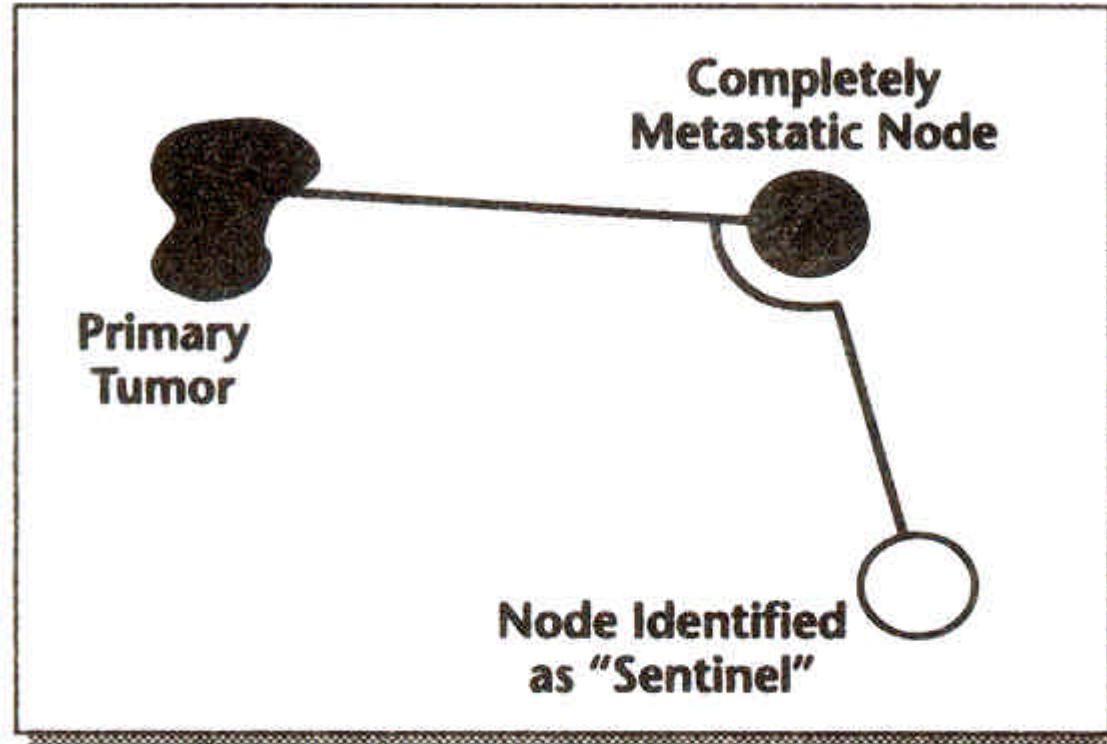 Completely
Metastatic Node
Primary
Tumor
Node Identified
as “Sentinel”